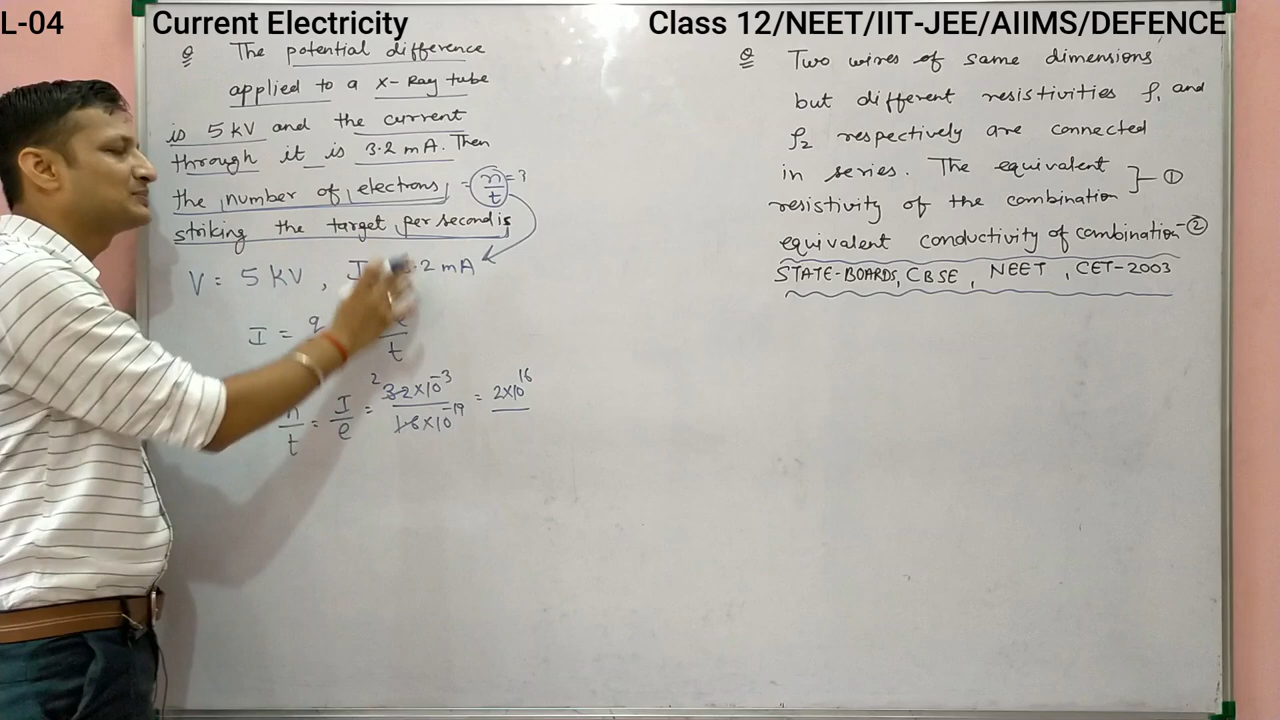 L-04 Current Electricity Class 12/NEET/IIT-JEE/AIIMS/DEFENCE
Q The potential difference
applied to a X-Ray tube
is 5 KV and the current
through it is 3.2 mA. Then
the number of electrons = n/t = ?
striking the target per second is
V = 5 KV, I .2 mA
I = q t
n/t = I/e = 2 3.2×10^-3 / 1.6×10^-19 = 2×10^16
Q Two wires of same dimensions
but different resistivities ρ1 and
ρ2 respectively are connected
in series. The equivalent
resistivity of the combination } - ①
equivalent conductivity of combination - ②
STATE-BOARDS, CBSE, NEET, CET-2003